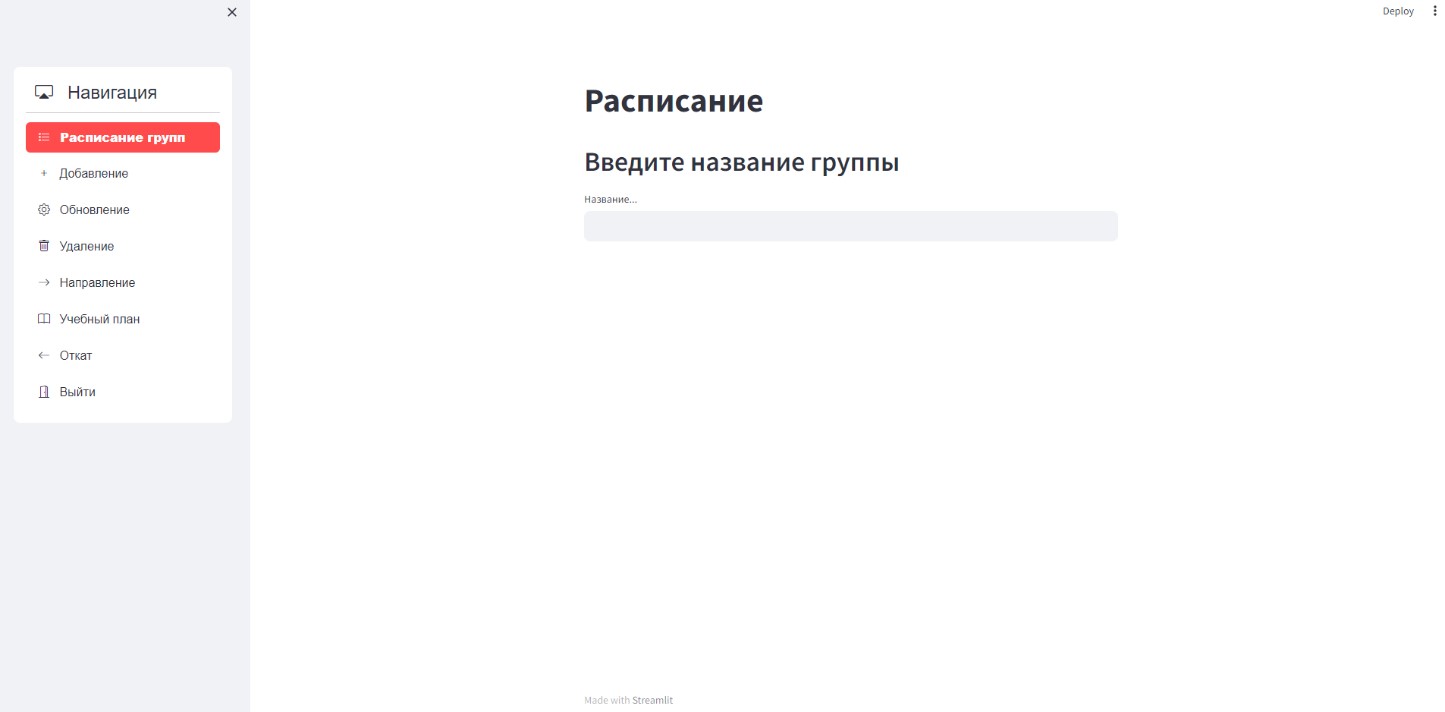 Deploy
Навигация
Расписание групп
Добавление
Обновление
Удаление
Направление
Учебный план
Откат
Выйти
Расписание
Введите название группы
Название...
Made with Streamlit